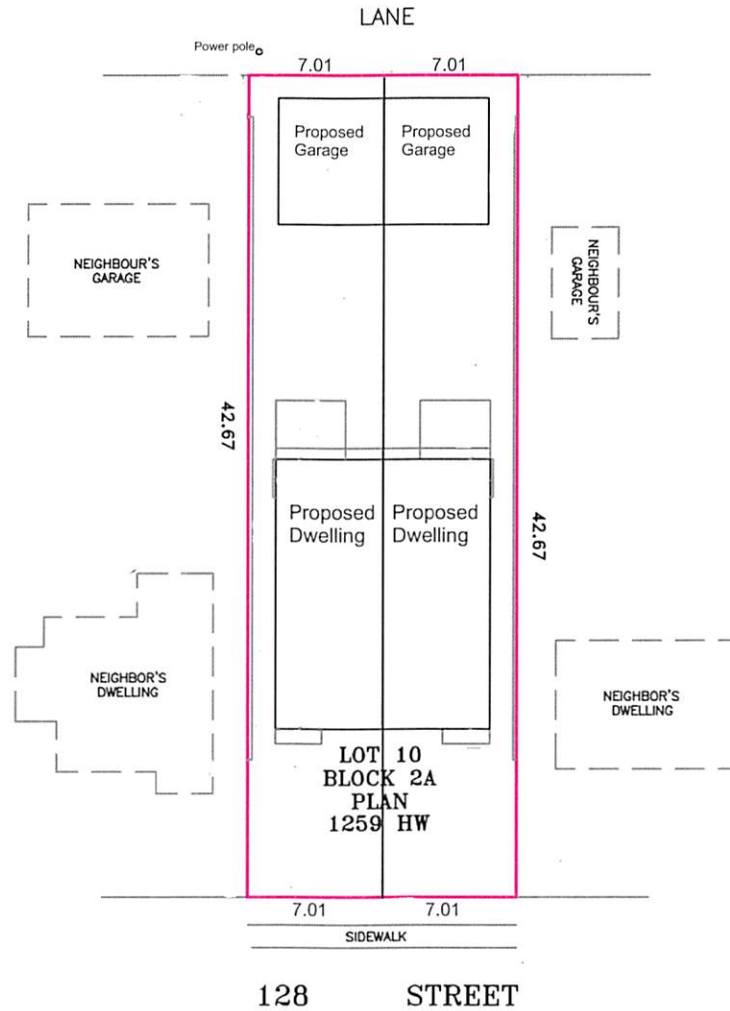 LANE
Power pole
7.01 7.01
Proposed
Garage
Proposed
Garage
NEIGHBOUR'S
GARAGE
NEIGHBOUR'S
GARAGE
42.67
42.67
Proposed
Dwelling
Proposed
Dwelling
NEIGHBOR'S
DWELLING
NEIGHBOR'S
DWELLING
LOT 10
BLOCK 2A
PLAN
1259 HW
7.01 7.01
SIDEWALK
128 STREET